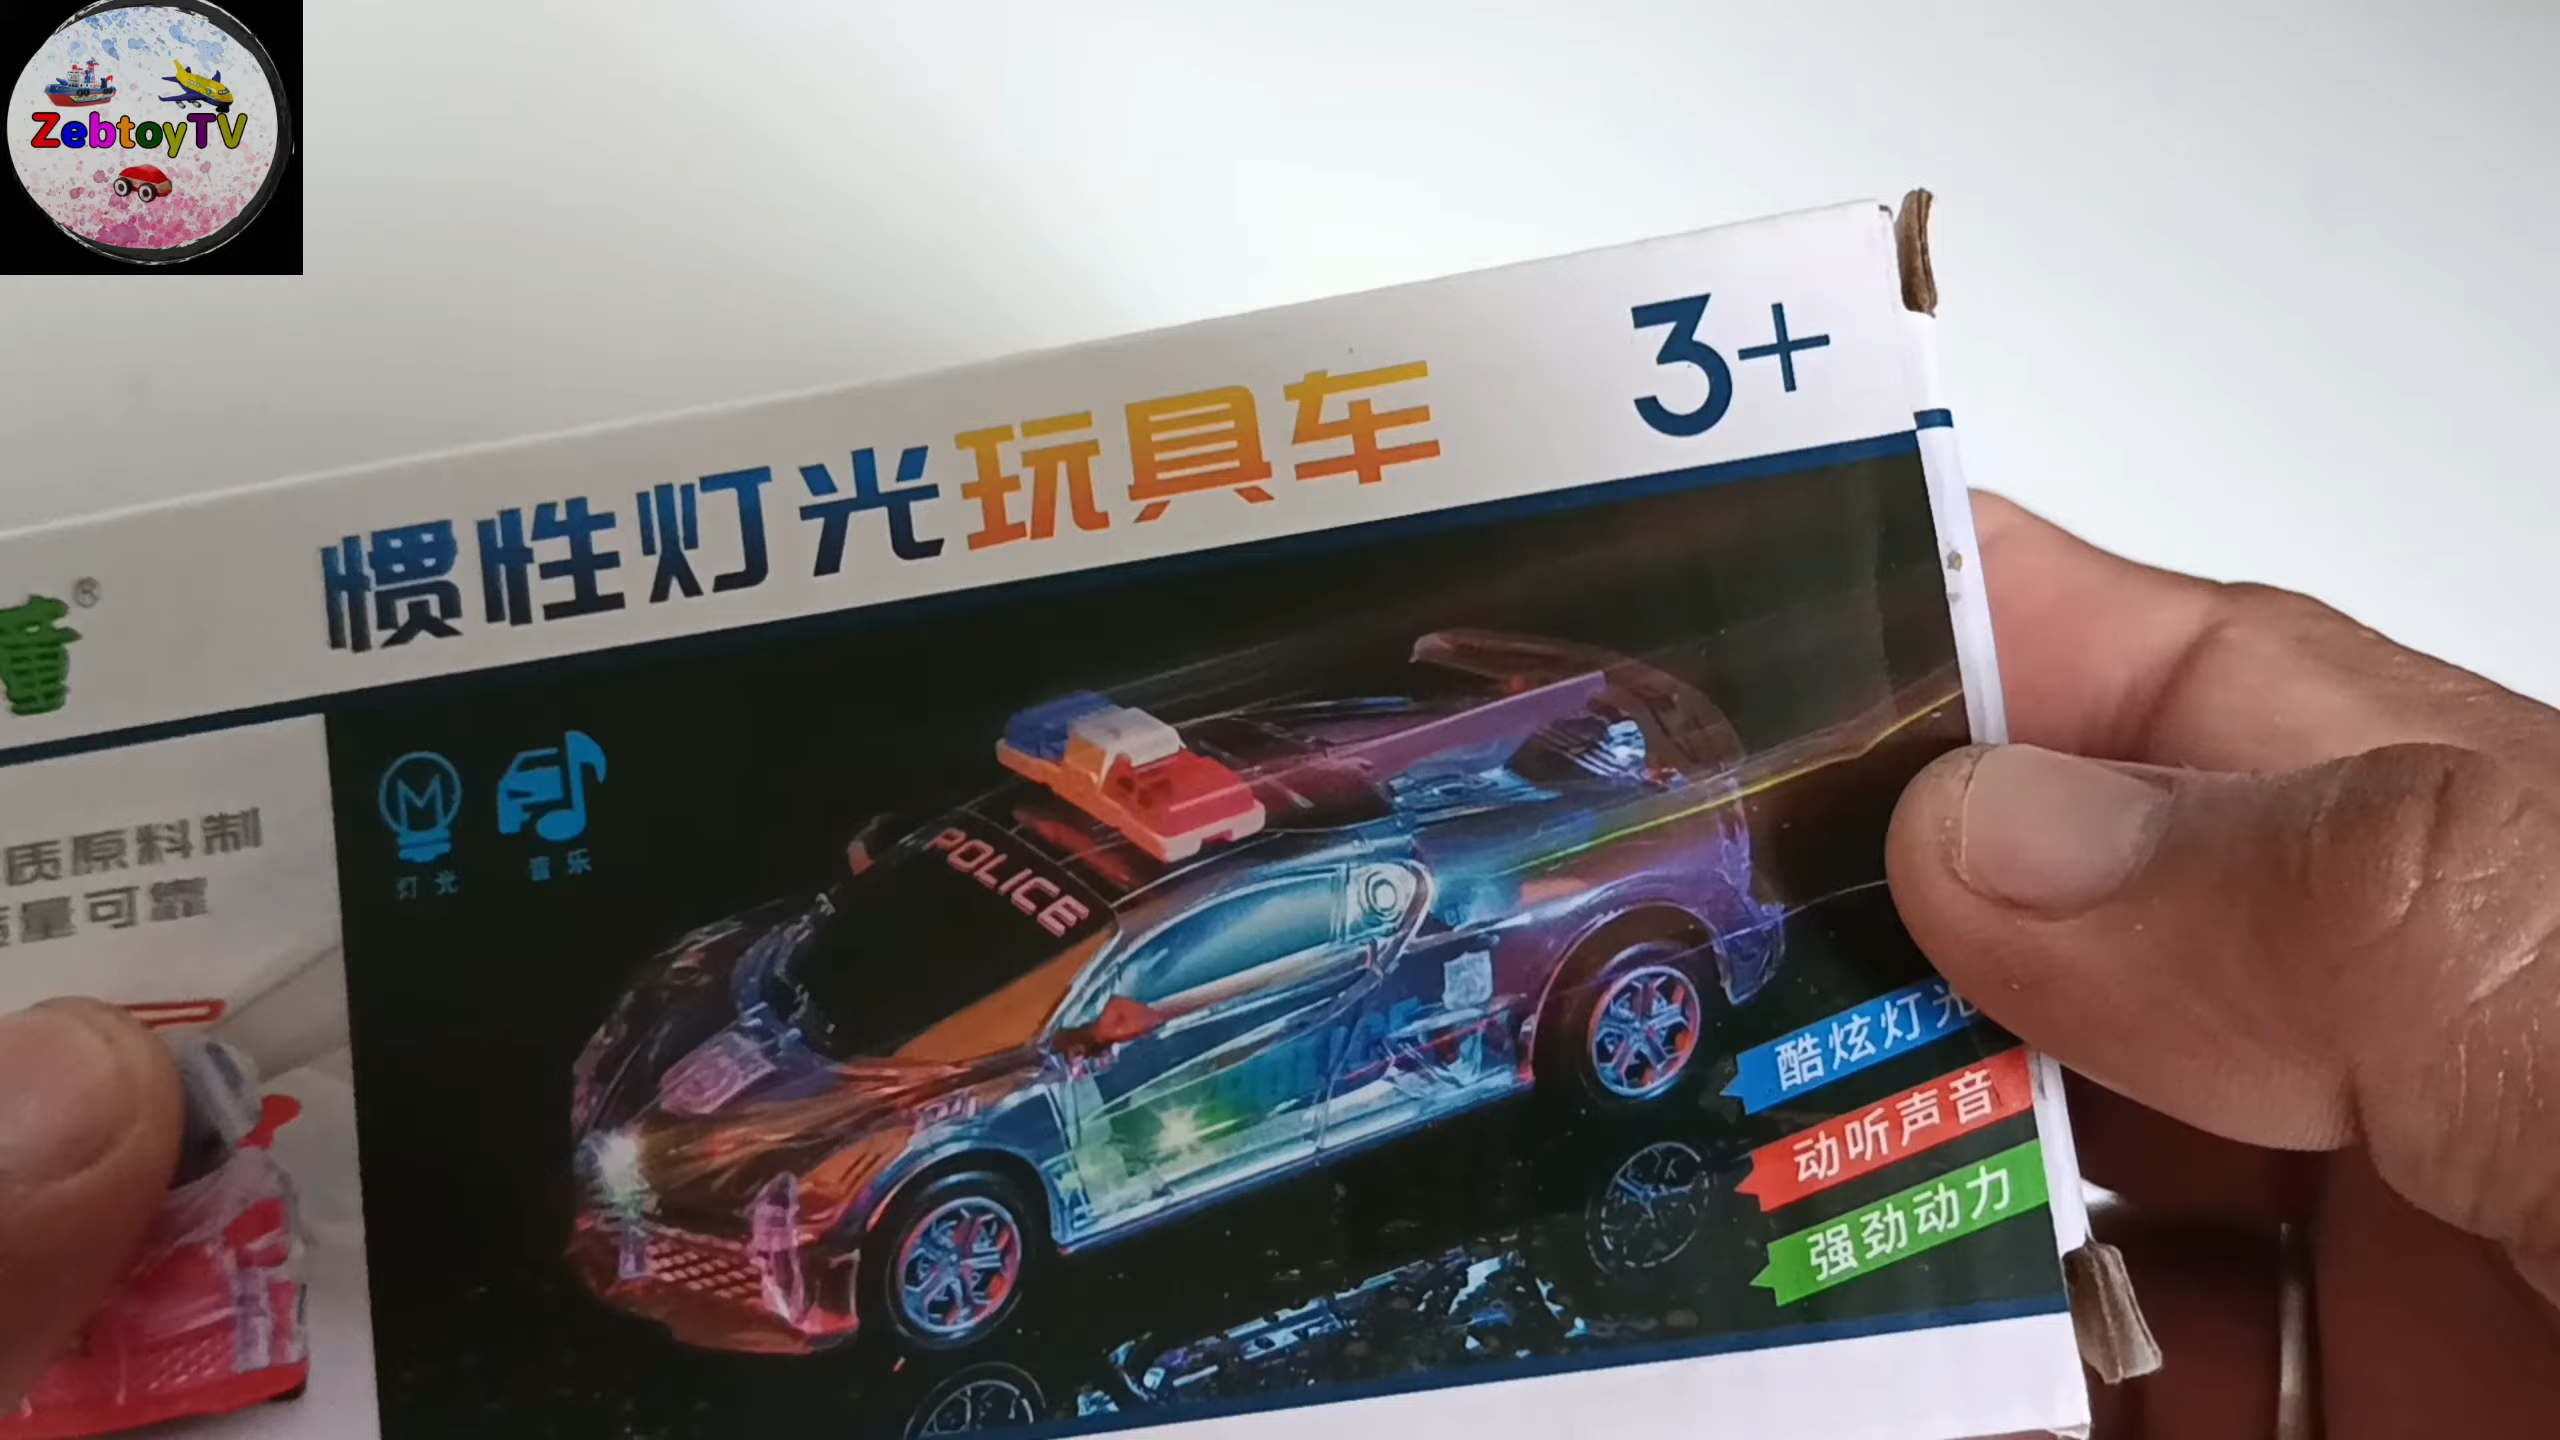 ZebtoyTV
3+
惯性灯光玩具车
童®
质原料制
质量可靠
灯光
音乐
POLICE
酷炫灯光
动听声音
强劲动力